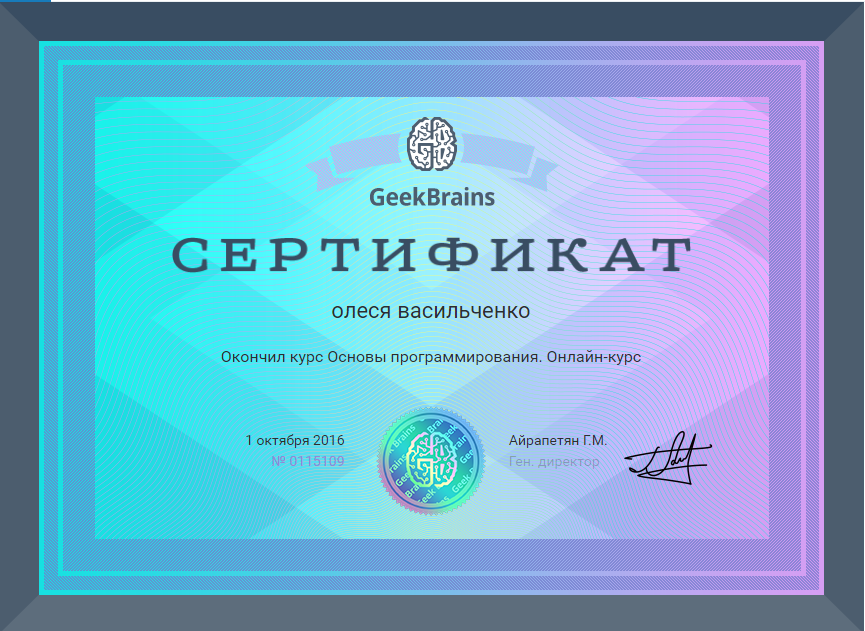 GeekBrains
СЕРТИФИКАТ
олеся васильченко
Окончил курс Основы программирования. Онлайн-курс
1 октября 2016
№ 0115109
Айрапетян Г.М.
Ген. директор